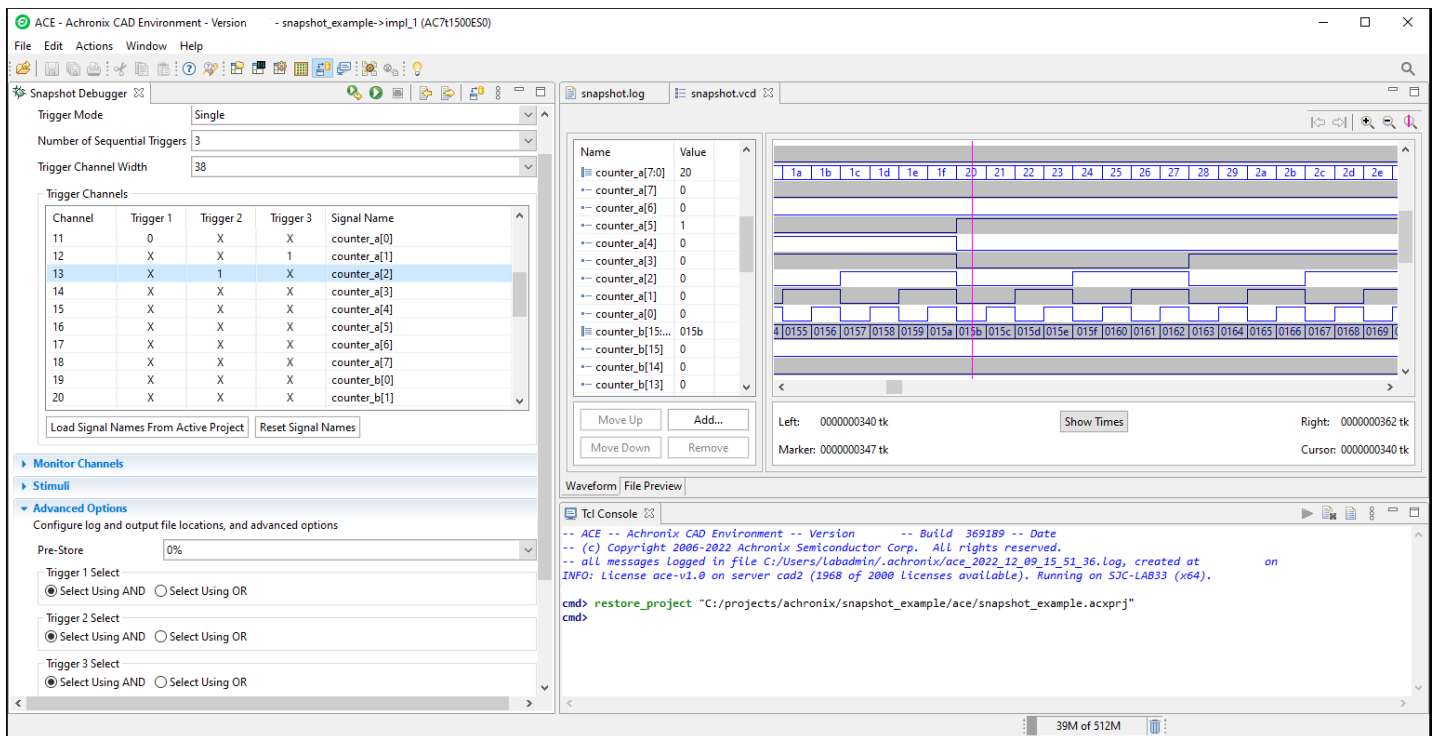 ACE - Achronix CAD Environment - Version - snapshot_example->impl_1 (AC7t1500ES0)
File Edit Actions Window Help
Snapshot Debugger
Trigger Mode Single
Number of Sequential Triggers 3
Trigger Channel Width 38
Trigger Channels
Channel Trigger 1 Trigger 2 Trigger 3 Signal Name
11 0 X X counter_a[0]
12 X X 1 counter_a[1]
13 X 1 X counter_a[2]
14 X X X counter_a[3]
15 X X X counter_a[4]
16 X X X counter_a[5]
17 X X X counter_a[6]
18 X X X counter_a[7]
19 X X X counter_b[0]
20 X X X counter_b[1]
Load Signal Names From Active Project Reset Signal Names
Monitor Channels
Stimuli
Advanced Options
Configure log and output file locations, and advanced options
Pre-Store 0%
Trigger 1 Select
Select Using AND Select Using OR
Trigger 2 Select
Select Using AND Select Using OR
Trigger 3 Select
Select Using AND Select Using OR
snapshot.log snapshot.vcd
Name Value
counter_a[7:0] 20
counter_a[7] 0
counter_a[6] 0
counter_a[5] 1
counter_a[4] 0
counter_a[3] 0
counter_a[2] 0
counter_a[1] 0
counter_a[0] 0
counter_b[15:... 015b
counter_b[15] 0
counter_b[14] 0
counter_b[13] 0
1a 1b 1c 1d 1e 1f 20 21 22 23 24 25 26 27 28 29 2a 2b 2c 2d 2e
4 0155 0156 0157 0158 0159 015a 015b 015c 015d 015e 015f 0160 0161 0162 0163 0164 0165 0166 0167 0168 0169
Move Up Add...
Move Down Remove
Left: 0000000340 tk Show Times Right: 0000000362 tk
Marker: 0000000347 tk Cursor: 0000000340 tk
Waveform File Preview
Tcl Console
-- ACE -- Achronix CAD Environment -- Version -- Build 369189 -- Date
-- (c) Copyright 2006-2022 Achronix Semiconductor Corp. All rights reserved.
-- all messages logged in file C:/Users/labadmin/.achronix/ace_2022_12_09_15_51_36.log, created at on
INFO: License ace-v1.0 on server cad2 (1968 of 2000 licenses available). Running on SJC-LAB33 (x64).
cmd> restore_project "C:/projects/achronix/snapshot_example/ace/snapshot_example.acxprj"
cmd>
39M of 512M